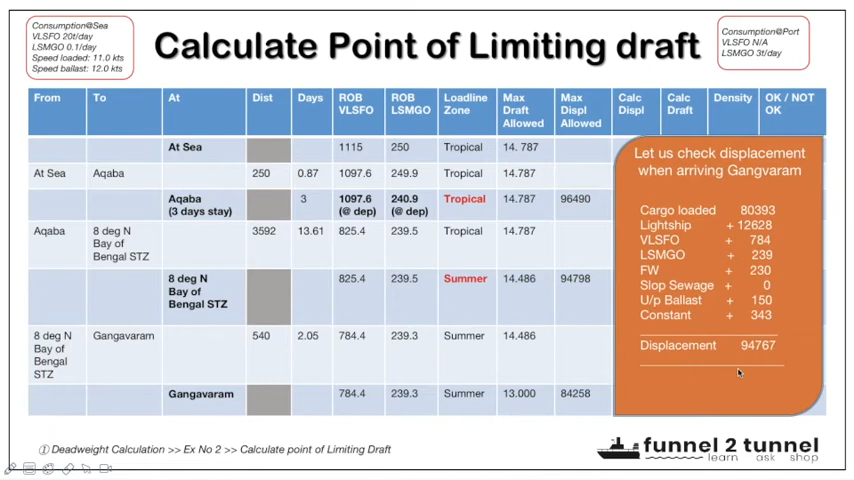 Consumption@Sea
VLSFO 20t/day
LSMGO 0.1/day
Speed loaded: 11.0 kts
Speed ballast: 12.0 kts
Calculate Point of Limiting draft
Consumption@Port
VLSFO N/A
LSMGO 3t/day
From To At Dist Days ROB VLSFO ROB LSMGO Loadline Zone Max Draft Allowed Max Displ Allowed Calc Displ Calc Draft Density OK / NOT OK
At Sea 1115 250 Tropical 14. 787
At Sea Aqaba 250 0.87 1097.6 249.9 Tropical 14.787
Aqaba (3 days stay) 3 1097.6 (@ dep) 240.9 (@ dep) Tropical 14.787 96490
Aqaba 8 deg N Bay of Bengal STZ 3592 13.61 825.4 239.5 Tropical 14.787
8 deg N Bay of Bengal STZ 825.4 239.5 Summer 14.486 94798
8 deg N Bay of Bengal STZ Gangavaram 540 2.05 784.4 239.3 Summer 14.486
Gangavaram 784.4 239.3 Summer 13.000 84258
Let us check displacement
when arriving Gangvaram
Cargo loaded 80393
Lightship + 12628
VLSFO + 784
LSMGO + 239
FW + 230
Slop Sewage + 0
U/p Ballast + 150
Constant + 343
Displacement 94767
① Deadweight Calculation >> Ex No 2 >> Calculate point of Limiting Draft
funnel 2 tunnel
learn ask shop